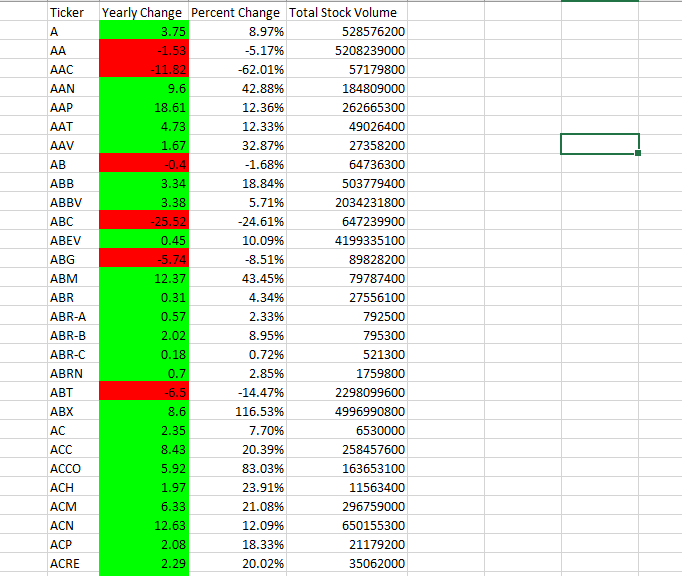 Ticker Yearly Change Percent Change Total Stock Volume
A 3.75 8.97% 528576200
AA -1.53 -5.17% 5208239000
AAC -11.82 -62.01% 57179800
AAN 9.6 42.88% 184809000
AAP 18.61 12.36% 262665300
AAT 4.73 12.33% 49026400
AAV 1.67 32.87% 27358200
AB -0.4 -1.68% 64736300
ABB 3.34 18.84% 503779400
ABBV 3.38 5.71% 2034231800
ABC -25.52 -24.61% 647239900
ABEV 0.45 10.09% 4199335100
ABG -5.74 -8.51% 89828200
ABM 12.37 43.45% 79787400
ABR 0.31 4.34% 27556100
ABR-A 0.57 2.33% 792500
ABR-B 2.02 8.95% 795300
ABR-C 0.18 0.72% 521300
ABRN 0.7 2.85% 1759800
ABT -6.5 -14.47% 2298099600
ABX 8.6 116.53% 4996990800
AC 2.35 7.70% 6530000
ACC 8.43 20.39% 258457600
ACCO 5.92 83.03% 163653100
ACH 1.97 23.91% 11563400
ACM 6.33 21.08% 296759000
ACN 12.63 12.09% 650155300
ACP 2.08 18.33% 21179200
ACRE 2.29 20.02% 35062000